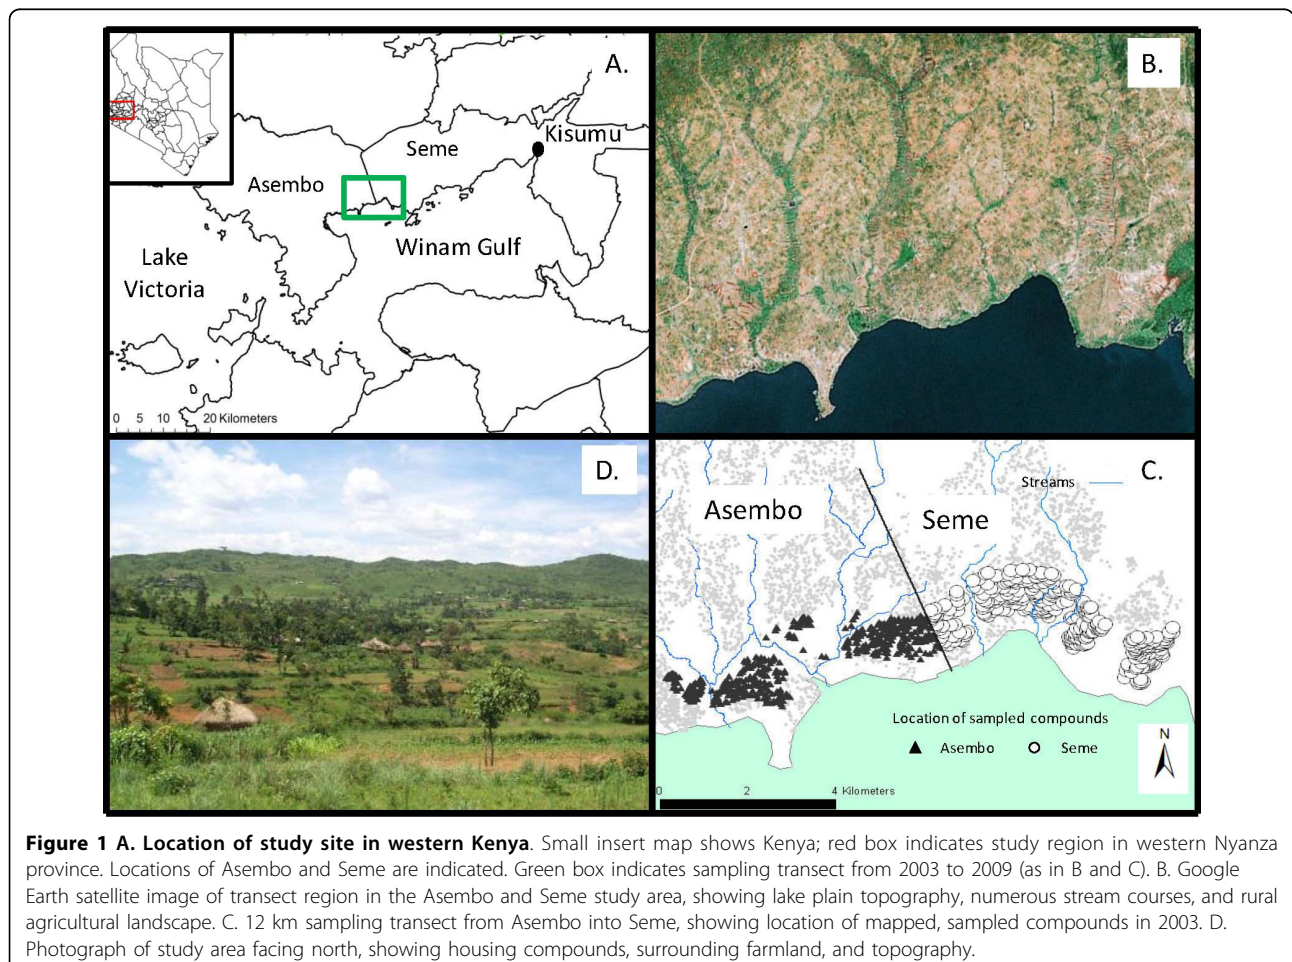 A.
Kisumu
Seme
Asembo
Winam Gulf
Lake
Victoria
0 5 10 20 Kilometers
B.
D.
C.
Streams
Asembo
Seme
Location of sampled compounds
Asembo Seme
N
0 2 4 Kilometers
Figure 1 A. Location of study site in western Kenya. Small insert map shows Kenya; red box indicates study region in western Nyanza
province. Locations of Asembo and Seme are indicated. Green box indicates sampling transect from 2003 to 2009 (as in B and C). B. Google
Earth satellite image of transect region in the Asembo and Seme study area, showing lake plain topography, numerous stream courses, and rural
agricultural landscape. C. 12 km sampling transect from Asembo into Seme, showing location of mapped, sampled compounds in 2003. D.
Photograph of study area facing north, showing housing compounds, surrounding farmland, and topography.